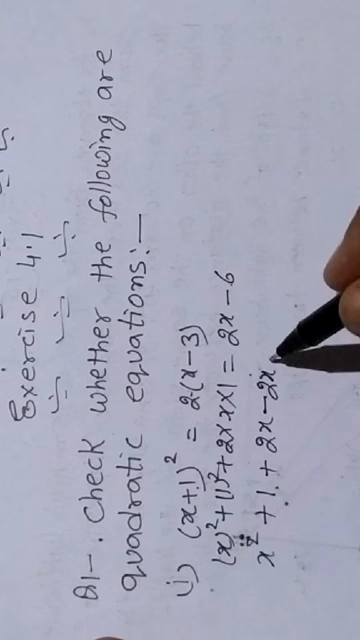 Exercise 4.1
Q1-. Check whether the following are
quadratic equations:-
(i) (x+1)² = 2(x-3)
(x)² + (1)² + 2×x×1 = 2x - 6
x² + 1 + 2x - 2x